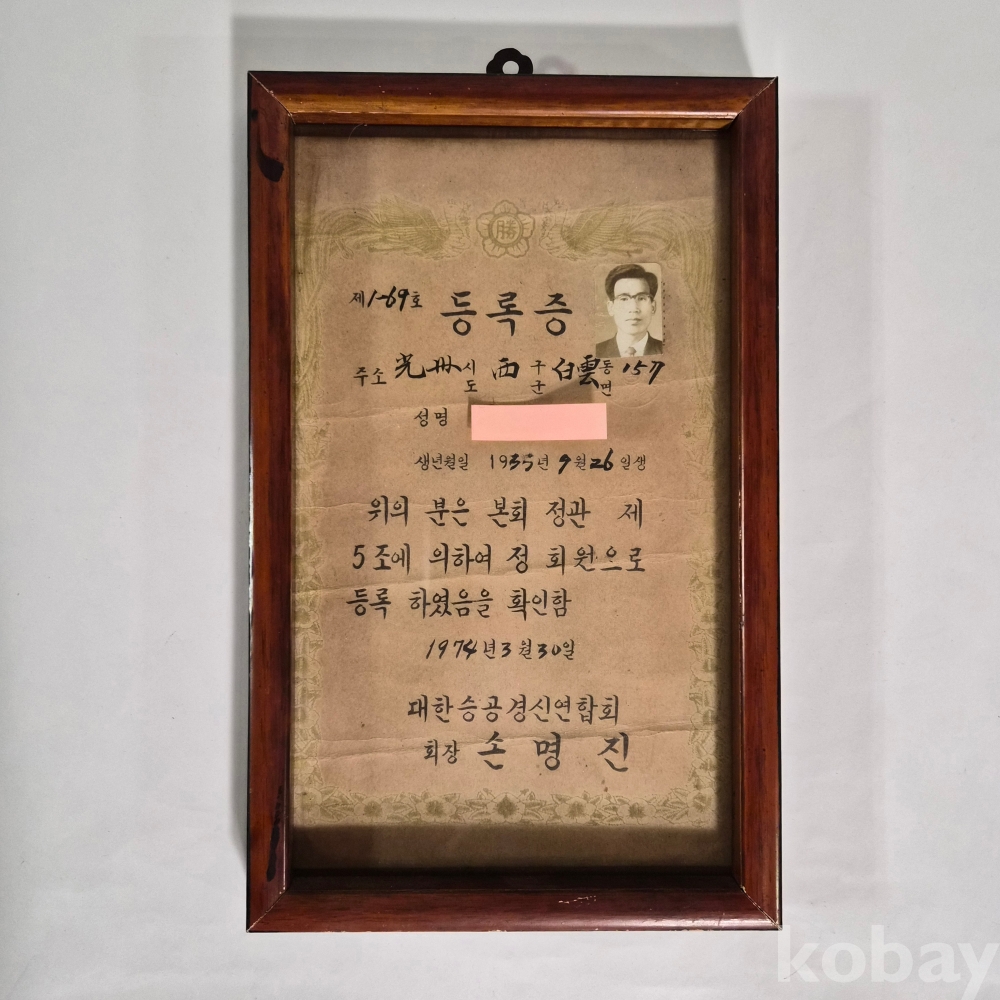 勝
제1-69호
등록증
주소 光州 시도 西 구군 白雲 동면 157
성명
생년월일 1935년 9월 26일생
위의 분은 본회 정관 제
5조에 의하여 정 회원으로
등록 하였음을 확인함
1974년 3월 30일
대한승공경신연합회
회장 손명진
kobay